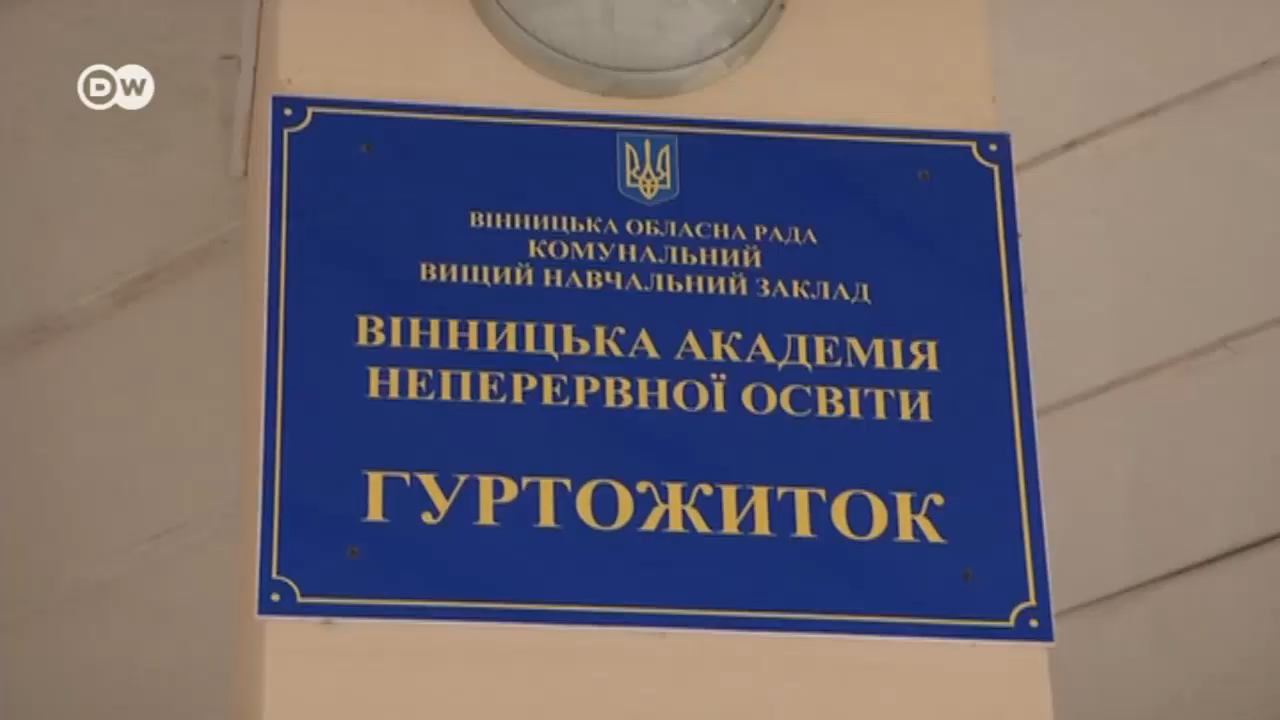 DW
ВІННИЦЬКА ОБЛАСНА РАДА
КОМУНАЛЬНИЙ
ВИЩИЙ НАВЧАЛЬНИЙ ЗАКЛАД
ВІННИЦЬКА АКАДЕМІЯ
НЕПЕРЕРВНОЇ ОСВІТИ
ГУРТОЖИТОК